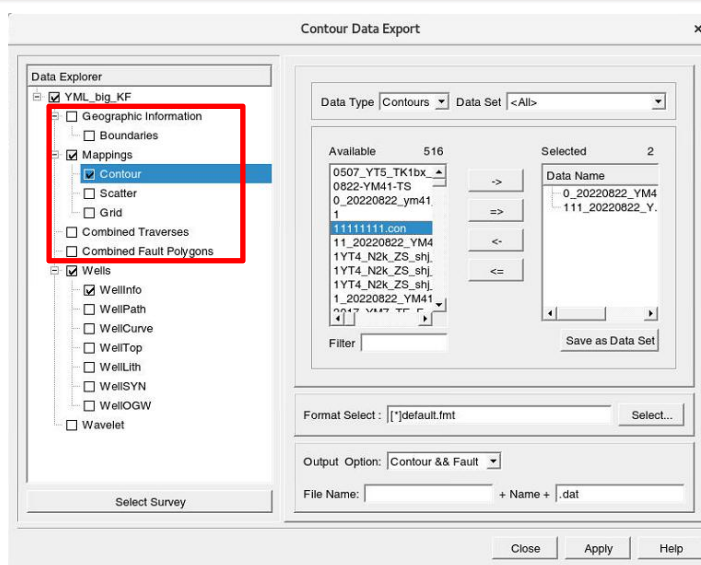 Contour Data Export
×
Data Explorer
YML_big_KF
Geographic Information
Boundaries
Mappings
Contour
Scatter
Grid
Combined Traverses
Combined Fault Polygons
Wells
WellInfo
WellPath
WellCurve
WellTop
WellLith
WellSYN
WellOGW
Wavelet
Select Survey
Data Type Contours Data Set <All>
Available 516
0507_YT5_TK1bx_
0822-YM41-TS
0_20220822_ym41
1
11111111.con
11_20220822_YM4
1YT4_N2k_ZS_shj_
1YT4_N2k_ZS_shj_
1YT4_N2k_ZS_shj_
1_20220822_YM41_
Filter
->
=>
<-
<=
Selected 2
Data Name
0_20220822_YM4
111_20220822_Y.
Save as Data Set
Format Select : [*]default.fmt Select...
Output Option: Contour && Fault
File Name: + Name + .dat
Close Apply Help